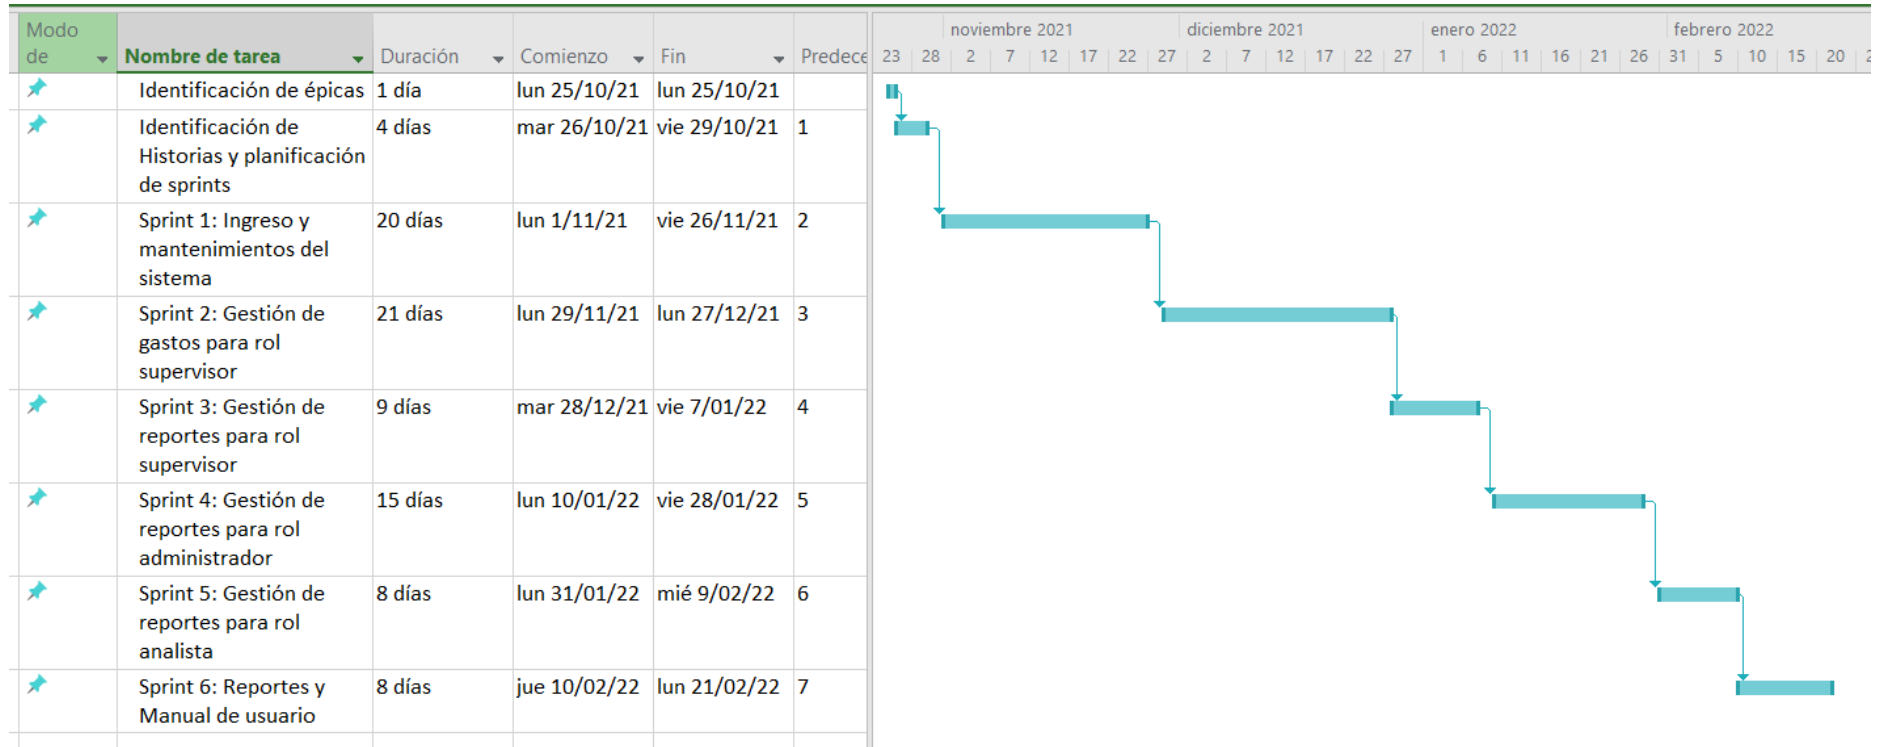 Modo
de
Nombre de tarea Duración Comienzo Fin Predece
noviembre 2021 diciembre 2021 enero 2022 febrero 2022
23 28 2 7 12 17 22 27 2 7 12 17 22 27 1 6 11 16 21 26 31 5 10 15 20
Identificación de épicas 1 día lun 25/10/21 lun 25/10/21
Identificación de 4 días mar 26/10/21 vie 29/10/21 1
Historias y planificación
de sprints
Sprint 1: Ingreso y 20 días lun 1/11/21 vie 26/11/21 2
mantenimientos del
sistema
Sprint 2: Gestión de 21 días lun 29/11/21 lun 27/12/21 3
gastos para rol
supervisor
Sprint 3: Gestión de 9 días mar 28/12/21 vie 7/01/22 4
reportes para rol
supervisor
Sprint 4: Gestión de 15 días lun 10/01/22 vie 28/01/22 5
reportes para rol
administrador
Sprint 5: Gestión de 8 días lun 31/01/22 mié 9/02/22 6
reportes para rol
analista
Sprint 6: Reportes y 8 días jue 10/02/22 lun 21/02/22 7
Manual de usuario